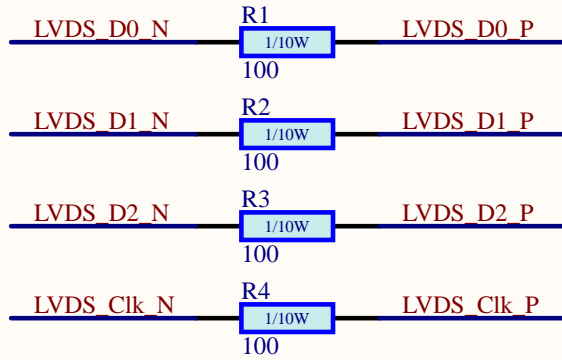 R1
LVDS_D0_N 1/10W LVDS_D0_P
100
R2
LVDS_D1_N 1/10W LVDS_D1_P
100
R3
LVDS_D2_N 1/10W LVDS_D2_P
100
R4
LVDS_Clk_N 1/10W LVDS_Clk_P
100